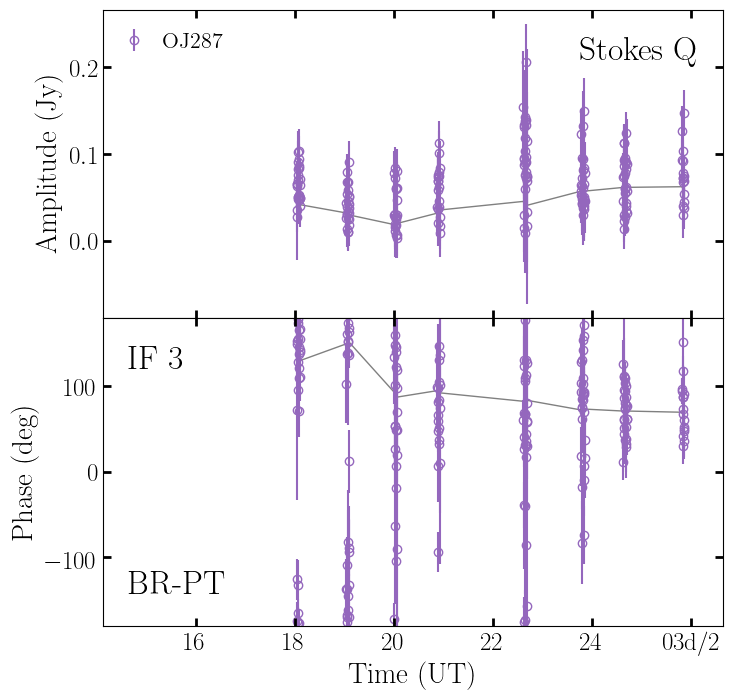 OJ287
Stokes Q
Amplitude (Jy)
0.2
0.1
0.0
IF 3
BR-PT
Phase (deg)
100
0
−100
16 18 20 22 24 03d/2
Time (UT)